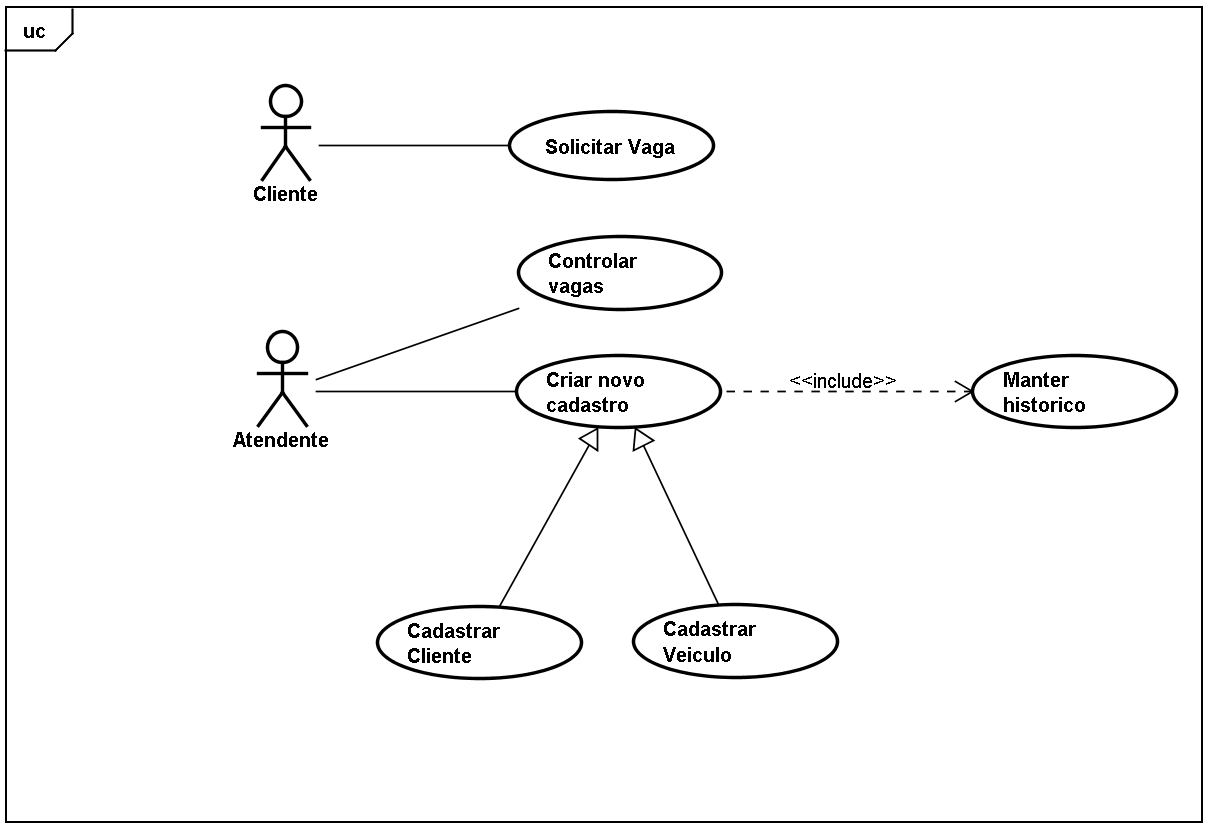 uc
Solicitar Vaga
Cliente
Controlar
vagas
Atendente
Criar novo
cadastro
<<include>>
Manter
historico
Cadastrar
Cliente
Cadastrar
Veiculo